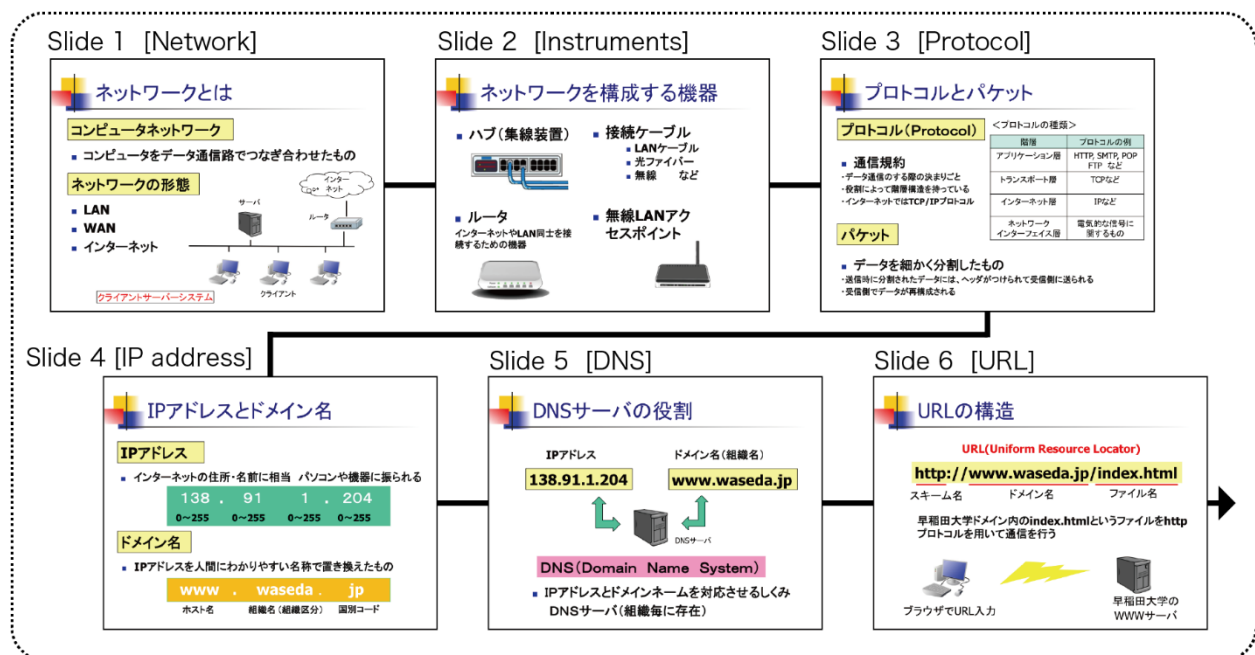 Slide 1 [Network]
ネットワークとは
コンピュータネットワーク
■ コンピュータをデータ通信路でつなぎ合わせたもの
ネットワークの形態
■ LAN
■ WAN
■ インターネット
インターネット
サーバ
ルータ
クライアント
クライアントサーバーシステム
Slide 2 [Instruments]
ネットワークを構成する機器
■ ハブ(集線装置)
■ 接続ケーブル
■ LANケーブル
■ 光ファイバー
■ 無線 など
■ ルータ
インターネットやLAN同士を接
続するための機器
■ 無線LANアク
セスポイント
Slide 3 [Protocol]
プロトコルとパケット
プロトコル(Protocol)
■ 通信規約
・データ通信のする際の決まりごと
・役割によって階層構造を持っている
・インターネットではTCP/IPプロトコル
<プロトコルの種類>
階層 プロトコルの例
アプリケーション層 HTTP, SMTP, POP
FTP など
トランスポート層 TCPなど
インターネット層 IPなど
ネットワーク 電気的な信号に
インターフェイス層 関するもの
パケット
■ データを細かく分割したもの
・送信時に分割されたデータには、ヘッダがつけられて受信側に送られる
・受信側でデータが再構成される
Slide 4 [IP address]
IPアドレスとドメイン名
IPアドレス
■ インターネットの住所・名前に相当 パソコンや機器に振られる
138 . 91 1 . 204
0~255 0~255 0~255 0~255
ドメイン名
■ IPアドレスを人間にわかりやすい名称で置き換えたもの
www . waseda . jp
ホスト名 組織名(組織区分) 国別コード
Slide 5 [DNS]
DNSサーバの役割
IPアドレス ドメイン名(組織名)
138.91.1.204 www.waseda.jp
DNSサーバ
DNS(Domain Name System)
■ IPアドレスとドメインネームを対応させるしくみ
DNSサーバ(組織毎に存在)
Slide 6 [URL]
URLの構造
URL(Uniform Resource Locator)
http://www.waseda.jp/index.html
スキーム名 ドメイン名 ファイル名
早稲田大学ドメイン内のindex.htmlというファイルをhttp
プロトコルを用いて通信を行う
ブラウザでURL入力
早稲田大学の
WWWサーバ